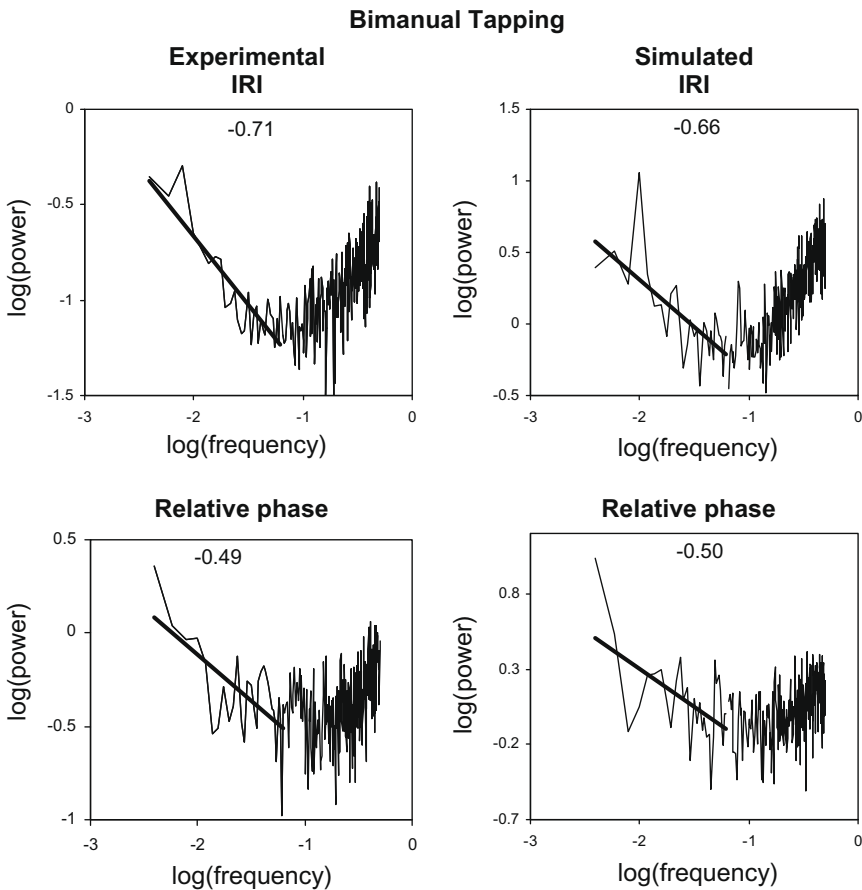 Bimanual Tapping
Experimental
IRI
0
-0.5
-1
-1.5
-0.71
log(power)
-3
-2
-1
0
log(frequency)
Simulated
IRI
1.5
1
0.5
0
-0.5
-0.66
log(power)
-3
-2
-1
0
log(frequency)
Relative phase
0.5
0
-0.5
-1
-0.49
log(power)
-3
-2
-1
0
log(frequency)
Relative phase
0.8
0.3
-0.2
-0.7
-0.50
log(power)
-3
-2
-1
0
log(frequency)